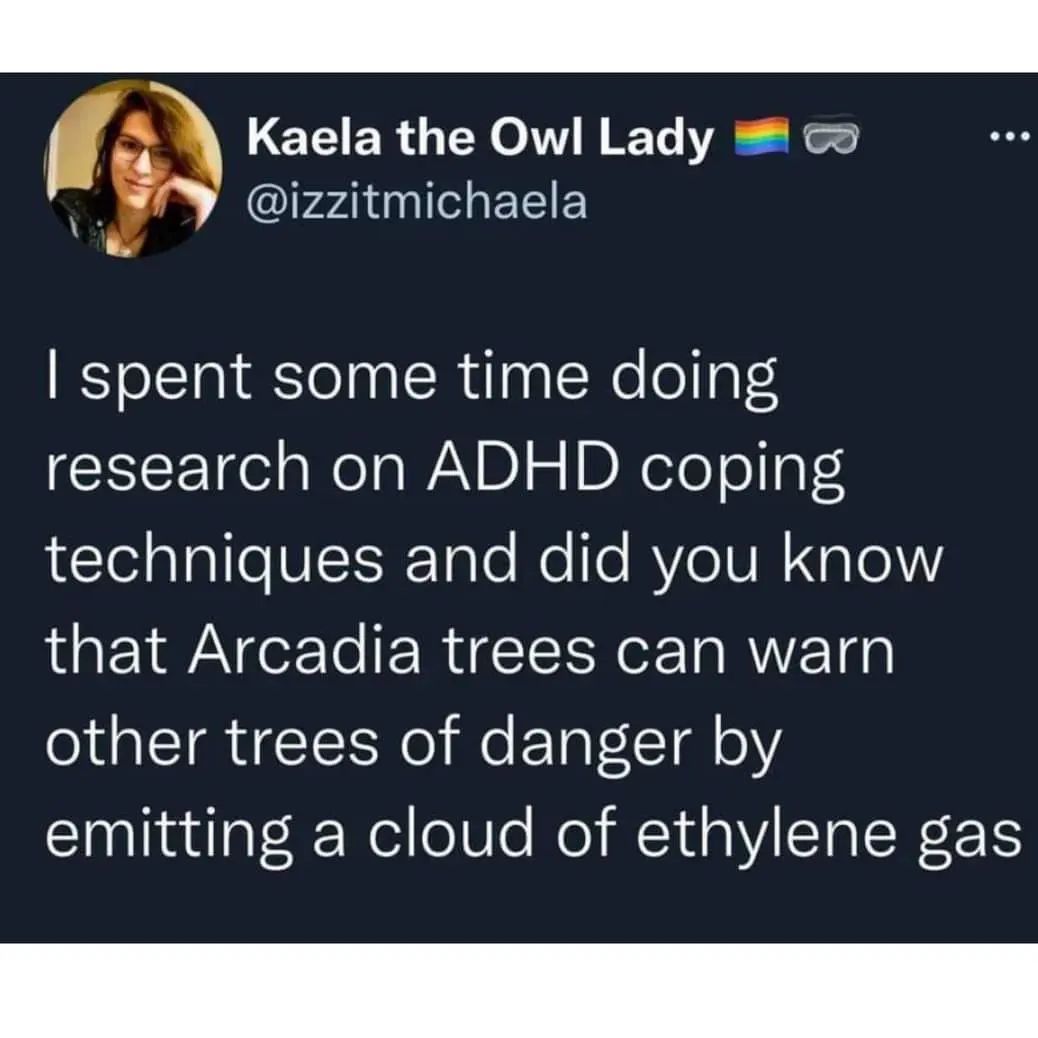 Kaela the Owl Lady 🏳️‍🌈 🥽
@izzitmichaela
I spent some time doing
research on ADHD coping
techniques and did you know
that Arcadia trees can warn
other trees of danger by
emitting a cloud of ethylene gas